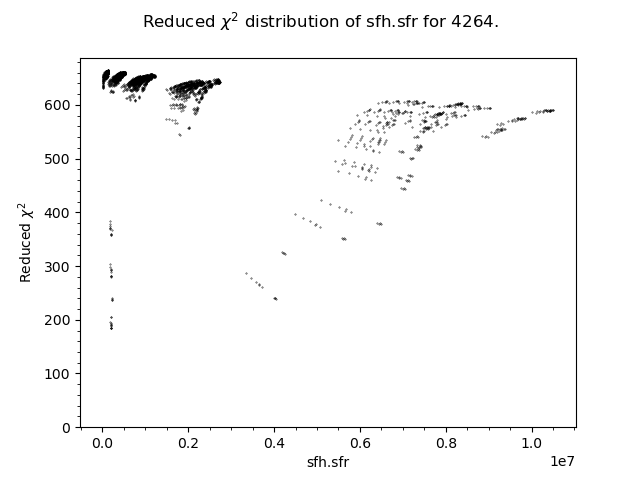 Reduced χ² distribution of sfh.sfr for 4264.
600
500
400
300
200
100
0
Reduced χ²
0.0 0.2 0.4 0.6 0.8 1.0
1e7
sfh.sfr